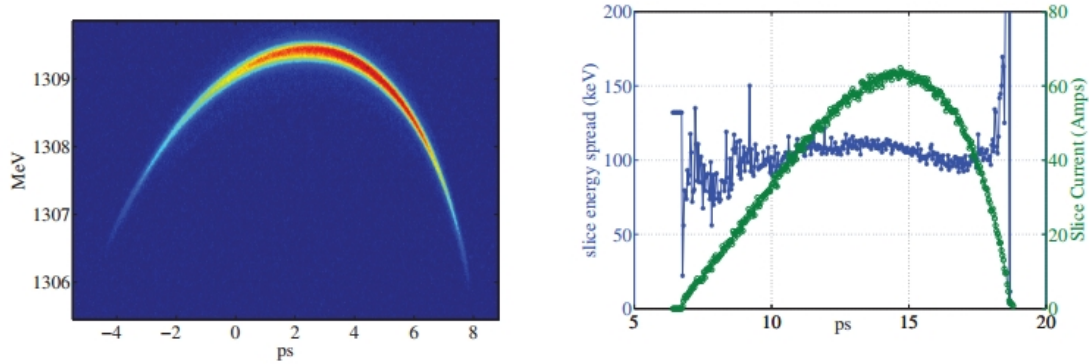 MeV
1309
1308
1307
1306
−4 −2 0 2 4 6 8
ps
slice energy spread (keV)
200
150
100
50
0
5 10 15 20
ps
80
60
40
20
0
Slice Current(Amps)